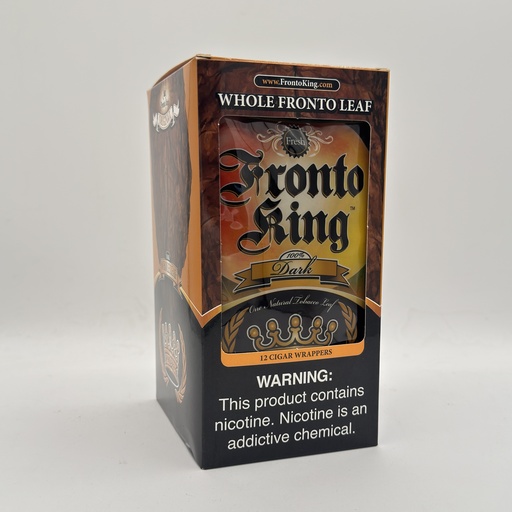 www.FrontoKing.com
WHOLE FRONTO LEAF
Fresh
Fronto
King™
100%
Dark
One Natural Tobacco Leaf
12 CIGAR WRAPPERS
WARNING:
This product contains
nicotine. Nicotine is an
addictive chemical.